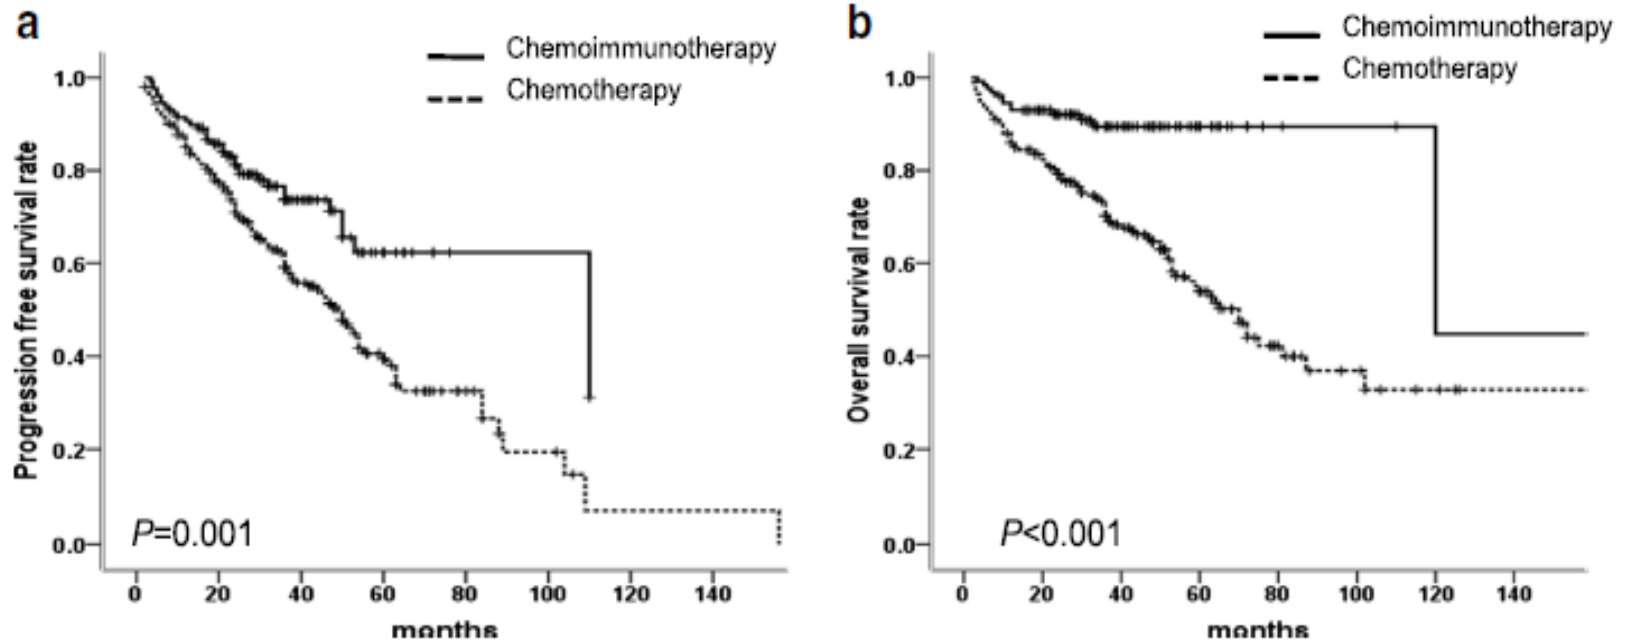 a
Chemoimmunotherapy
Chemotherapy
Progression free survival rate
1.0
0.8
0.6
0.4
0.2
0.0
P=0.001
0 20 40 60 80 100 120 140
months
b
Chemoimmunotherapy
Chemotherapy
Overall survival rate
1.0
0.8
0.6
0.4
0.2
0.0
P<0.001
0 20 40 60 80 100 120 140
months